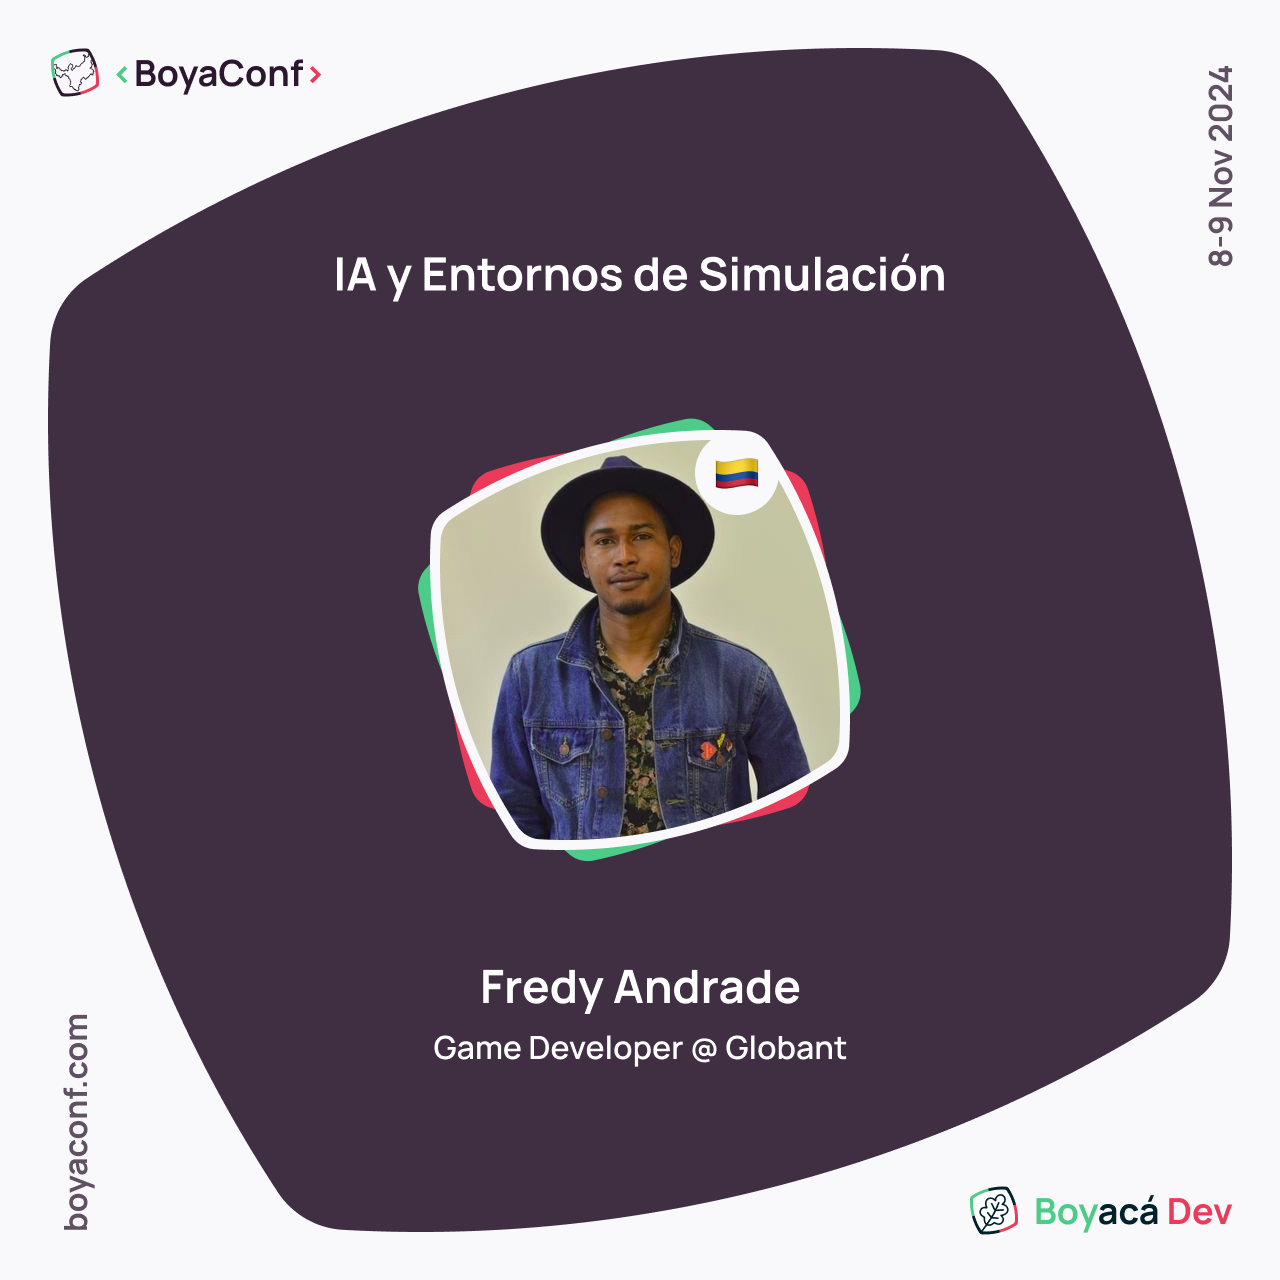 <BoyaConf>
8-9 Nov 2024
IA y Entornos de Simulación
Fredy Andrade
Game Developer @ Globant
boyaconf.com
Boyacá Dev